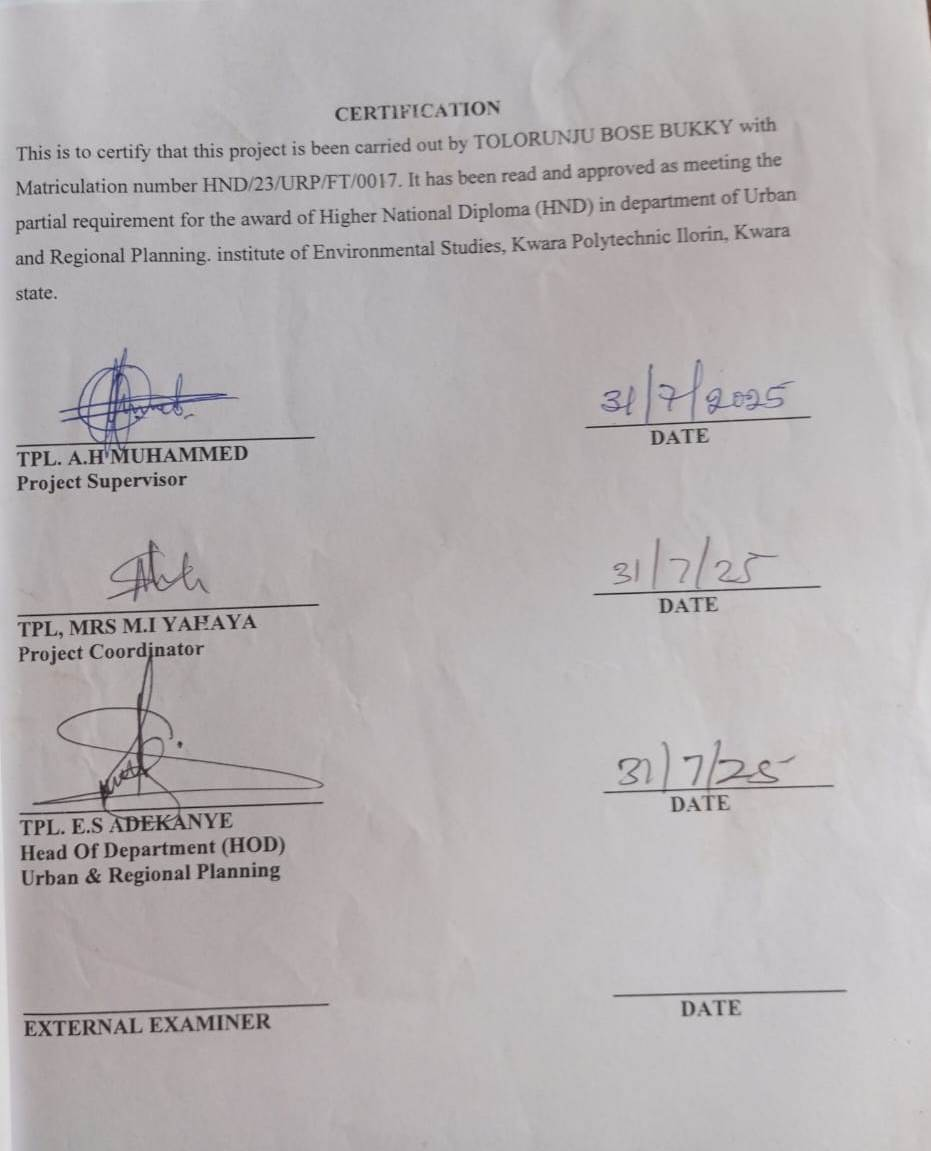 CERTIFICATION
This is to certify that this project is been carried out by TOLORUNJU BOSE BUKKY with
Matriculation number HND/23/URP/FT/0017. It has been read and approved as meeting the
partial requirement for the award of Higher National Diploma (HND) in department of Urban
and Regional Planning. institute of Environmental Studies, Kwara Polytechnic Ilorin, Kwara
state.
31/7/2025
TPL. A.H MUHAMMED
DATE
Project Supervisor
31/7/25
TPL, MRS M.I YAHAYA
DATE
Project Coordinator
31/7/25
TPL. E.S ADEKANYE
DATE
Head Of Department (HOD)
Urban & Regional Planning
EXTERNAL EXAMINER
DATE